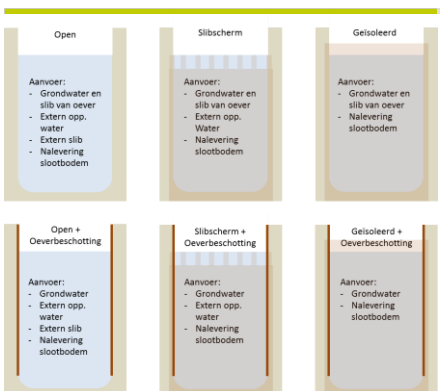 Open
Aanvoer:
- Grondwater en
slib van oever
- Extern opp.
water
- Extern slib
- Nalevering
slootbodem
Slibscherm
Aanvoer:
- Grondwater en
slib van oever
- Extern opp.
Water
- Nalevering
slootbodem
Geïsoleerd
Aanvoer:
- Grondwater en
slib van oever
- Nalevering
slootbodem
Open +
Oeverbeschotting
Aanvoer:
- Grondwater
- Extern opp.
water
- Extern slib
- Nalevering
slootbodem
Slibscherm +
Oeverbeschotting
Aanvoer:
- Grondwater
- Extern opp.
water
- Nalevering
slootbodem
Geïsoleerd +
Oeverbeschotting
Aanvoer:
- Grondwater
- Nalevering
slootbodem